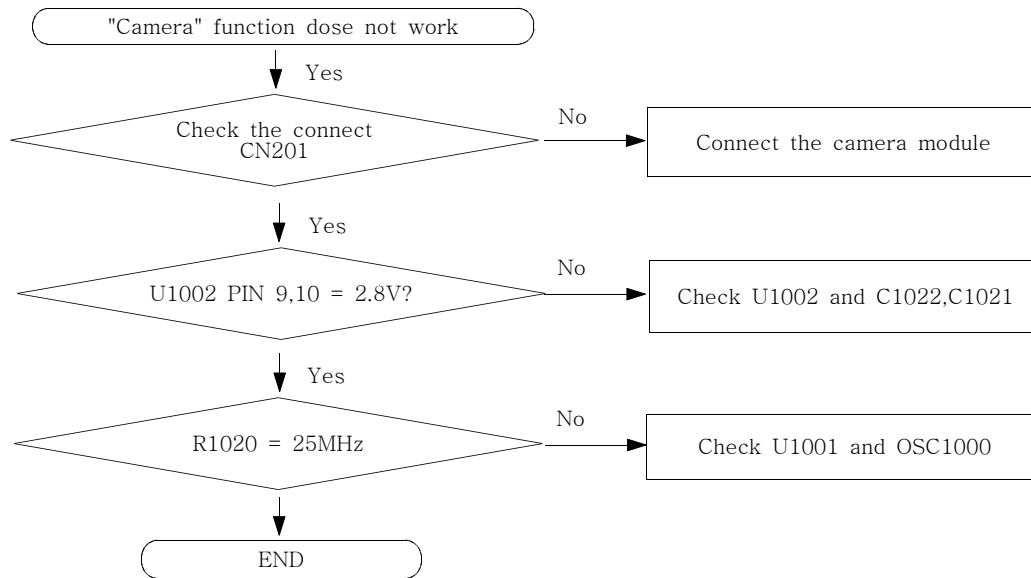 "Camera" function dose not work
Yes
Check the connect
CN201
No
Connect the camera module
Yes
U1002 PIN 9,10 = 2.8V?
No
Check U1002 and C1022,C1021
Yes
R1020 = 25MHz
No
Check U1001 and OSC1000
END